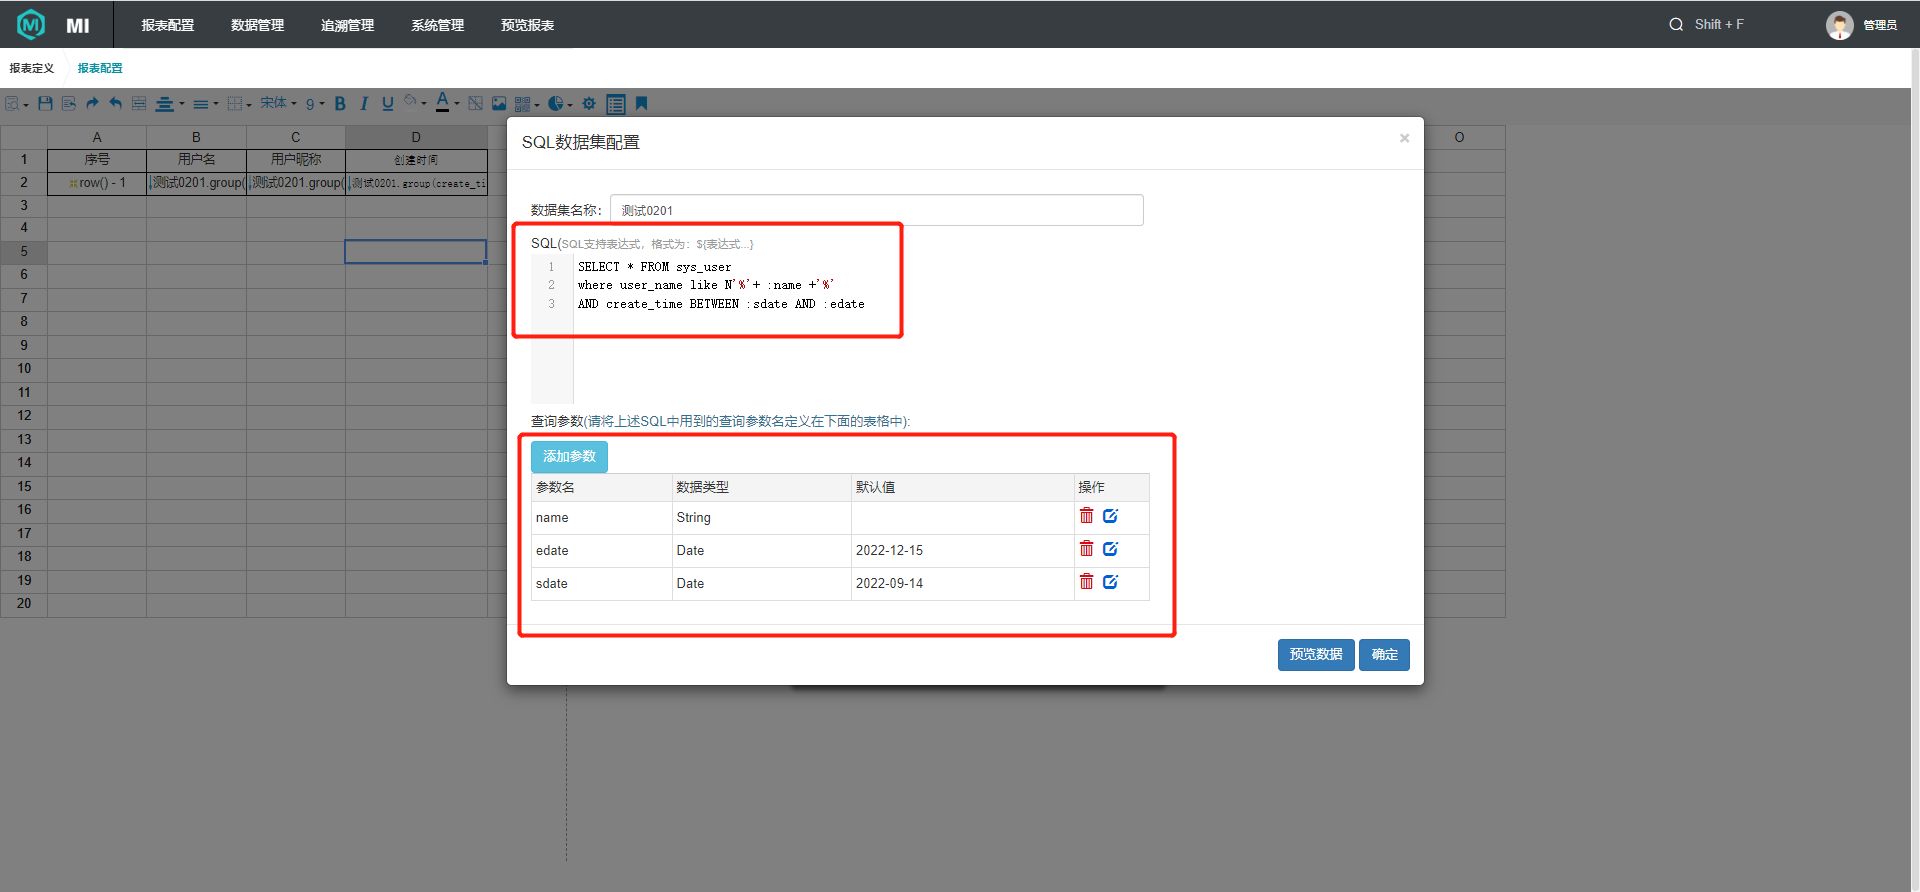 MI 报表配置 数据管理 追溯管理 系统管理 预览报表 Shift + F 管理员
报表定义 报表配置
宋体 9 B I U A
A B C D O
1 序号 用户名 用户昵称 创建时间
2 row() - 1 测试0201.group( 测试0201.group( 测试0201.group(create_ti
3
4
5
6
7
8
9
10
11
12
13
14
15
16
17
18
19
20
SQL数据集配置 ×
数据集名称： 测试0201
SQL(SQL支持表达式，格式为：${表达式...}
1 SELECT * FROM sys_user
2 where user_name like N'%'+ :name +'%'
3 AND create_time BETWEEN :sdate AND :edate
查询参数(请将上述SQL中用到的查询参数名定义在下面的表格中):
添加参数
参数名 数据类型 默认值 操作
name String
edate Date 2022-12-15
sdate Date 2022-09-14
预览数据 确定